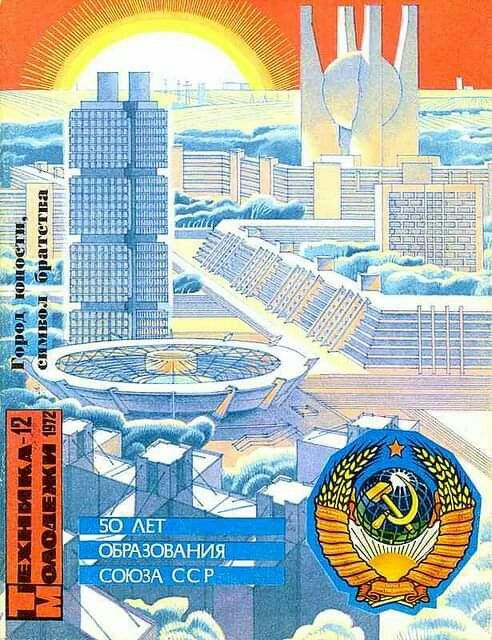 Город юности,
символ братства
Техника-12
Молодежи 1972
50 ЛЕТ
ОБРАЗОВАНИЯ
СОЮЗА ССР